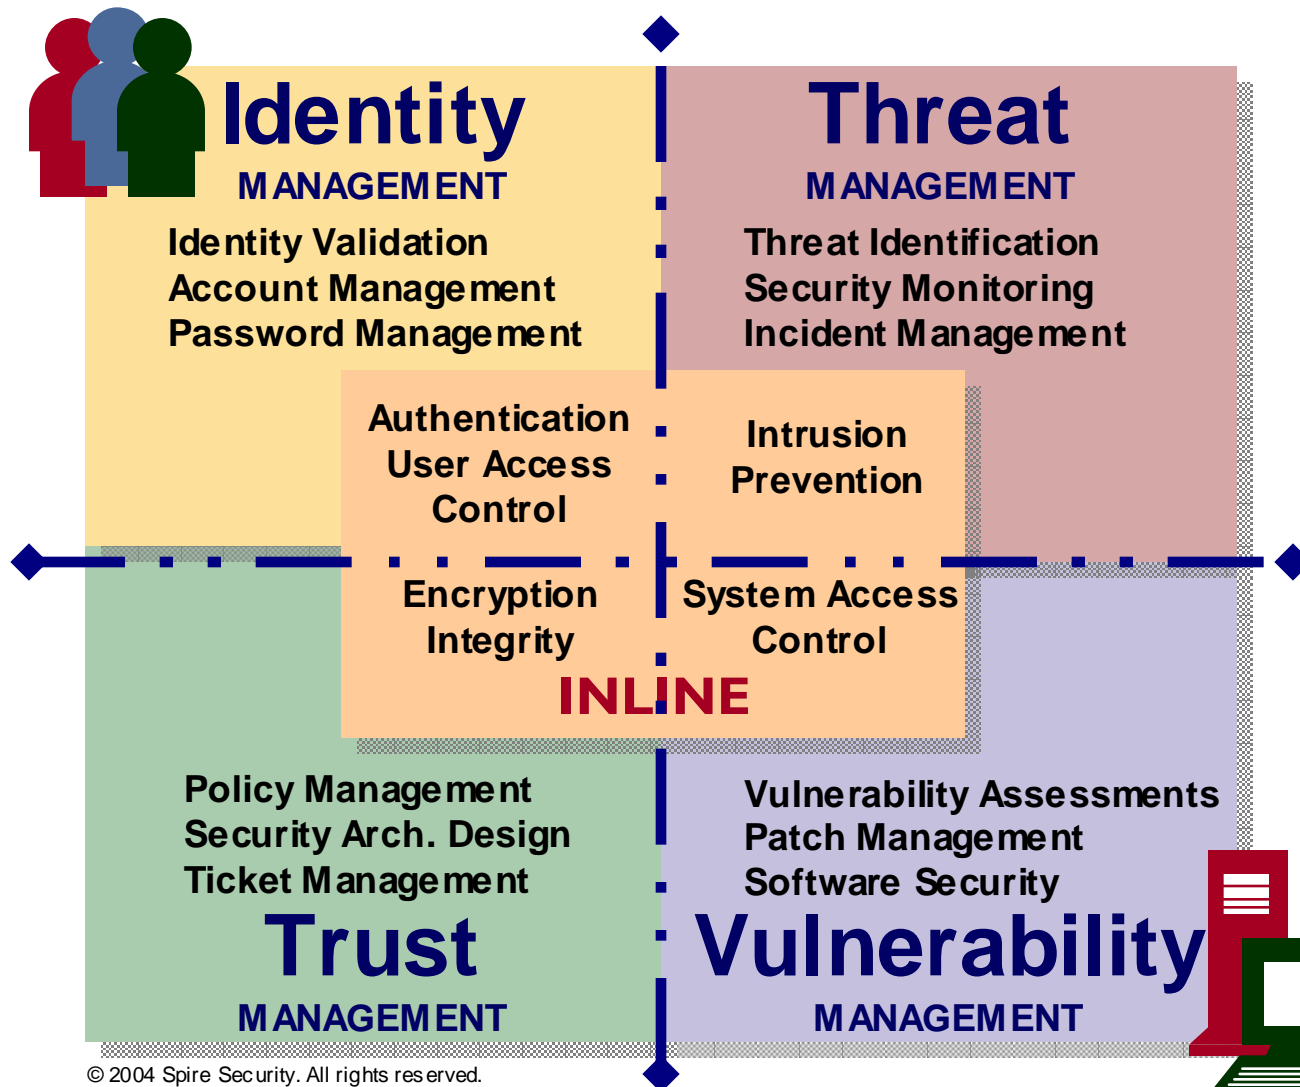 Identity
MANAGEMENT
Identity Validation
Account Management
Password Management
Threat
MANAGEMENT
Threat Identification
Security Monitoring
Incident Management
Authentication
User Access
Control
Intrusion
Prevention
Encryption
Integrity
System Access
Control
INLINE
Policy Management
Security Arch. Design
Ticket Management
Trust
MANAGEMENT
Vulnerability Assessments
Patch Management
Software Security
Vulnerability
MANAGEMENT
© 2004 Spire Security. All rights reserved.